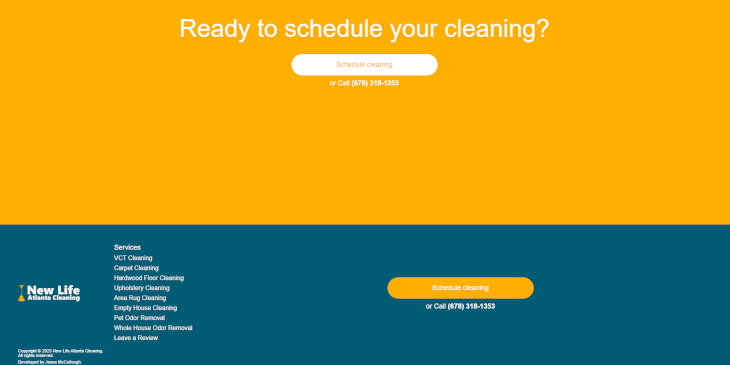 Ready to schedule your cleaning?
Schedule cleaning
or Call (678) 318-1353
New Life
Atlanta Cleaning
Services
VCT Cleaning
Carpet Cleaning
Hardwood Floor Cleaning
Upholstery Cleaning
Area Rug Cleaning
Empty House Cleaning
Pet Odor Removal
Whole House Odor Removal
Leave a Review
Schedule cleaning
or Call (678) 318-1353
Copyright © 2023 New Life Atlanta Cleaning.
All rights reserved.
Developed by Jesse McCullough.